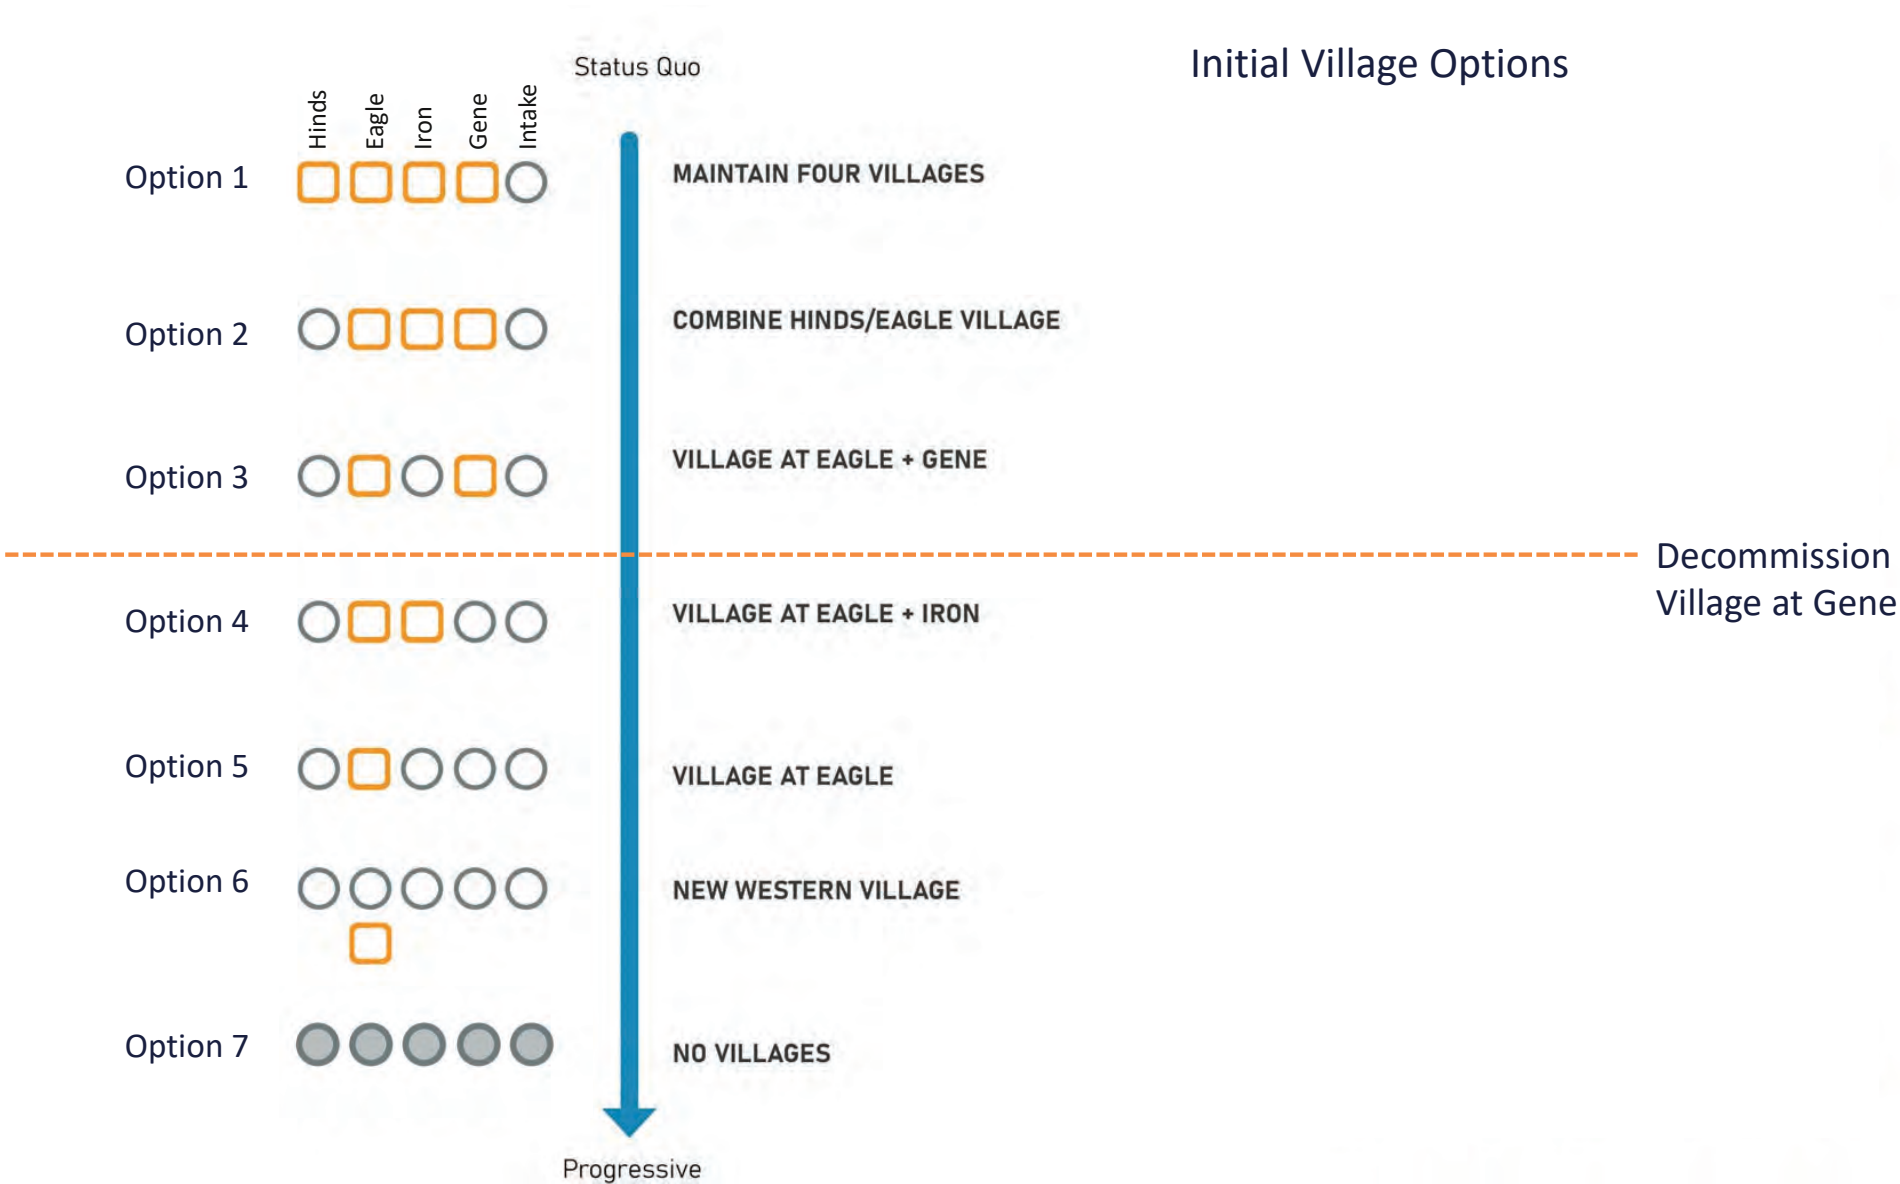 Initial Village Options
Status Quo
Hinds
Eagle
Iron
Gene
Intake
Option 1
MAINTAIN FOUR VILLAGES
Option 2
COMBINE HINDS/EAGLE VILLAGE
Option 3
VILLAGE AT EAGLE + GENE
Decommission
Village at Gene
Option 4
VILLAGE AT EAGLE + IRON
Option 5
VILLAGE AT EAGLE
Option 6
NEW WESTERN VILLAGE
Option 7
NO VILLAGES
Progressive